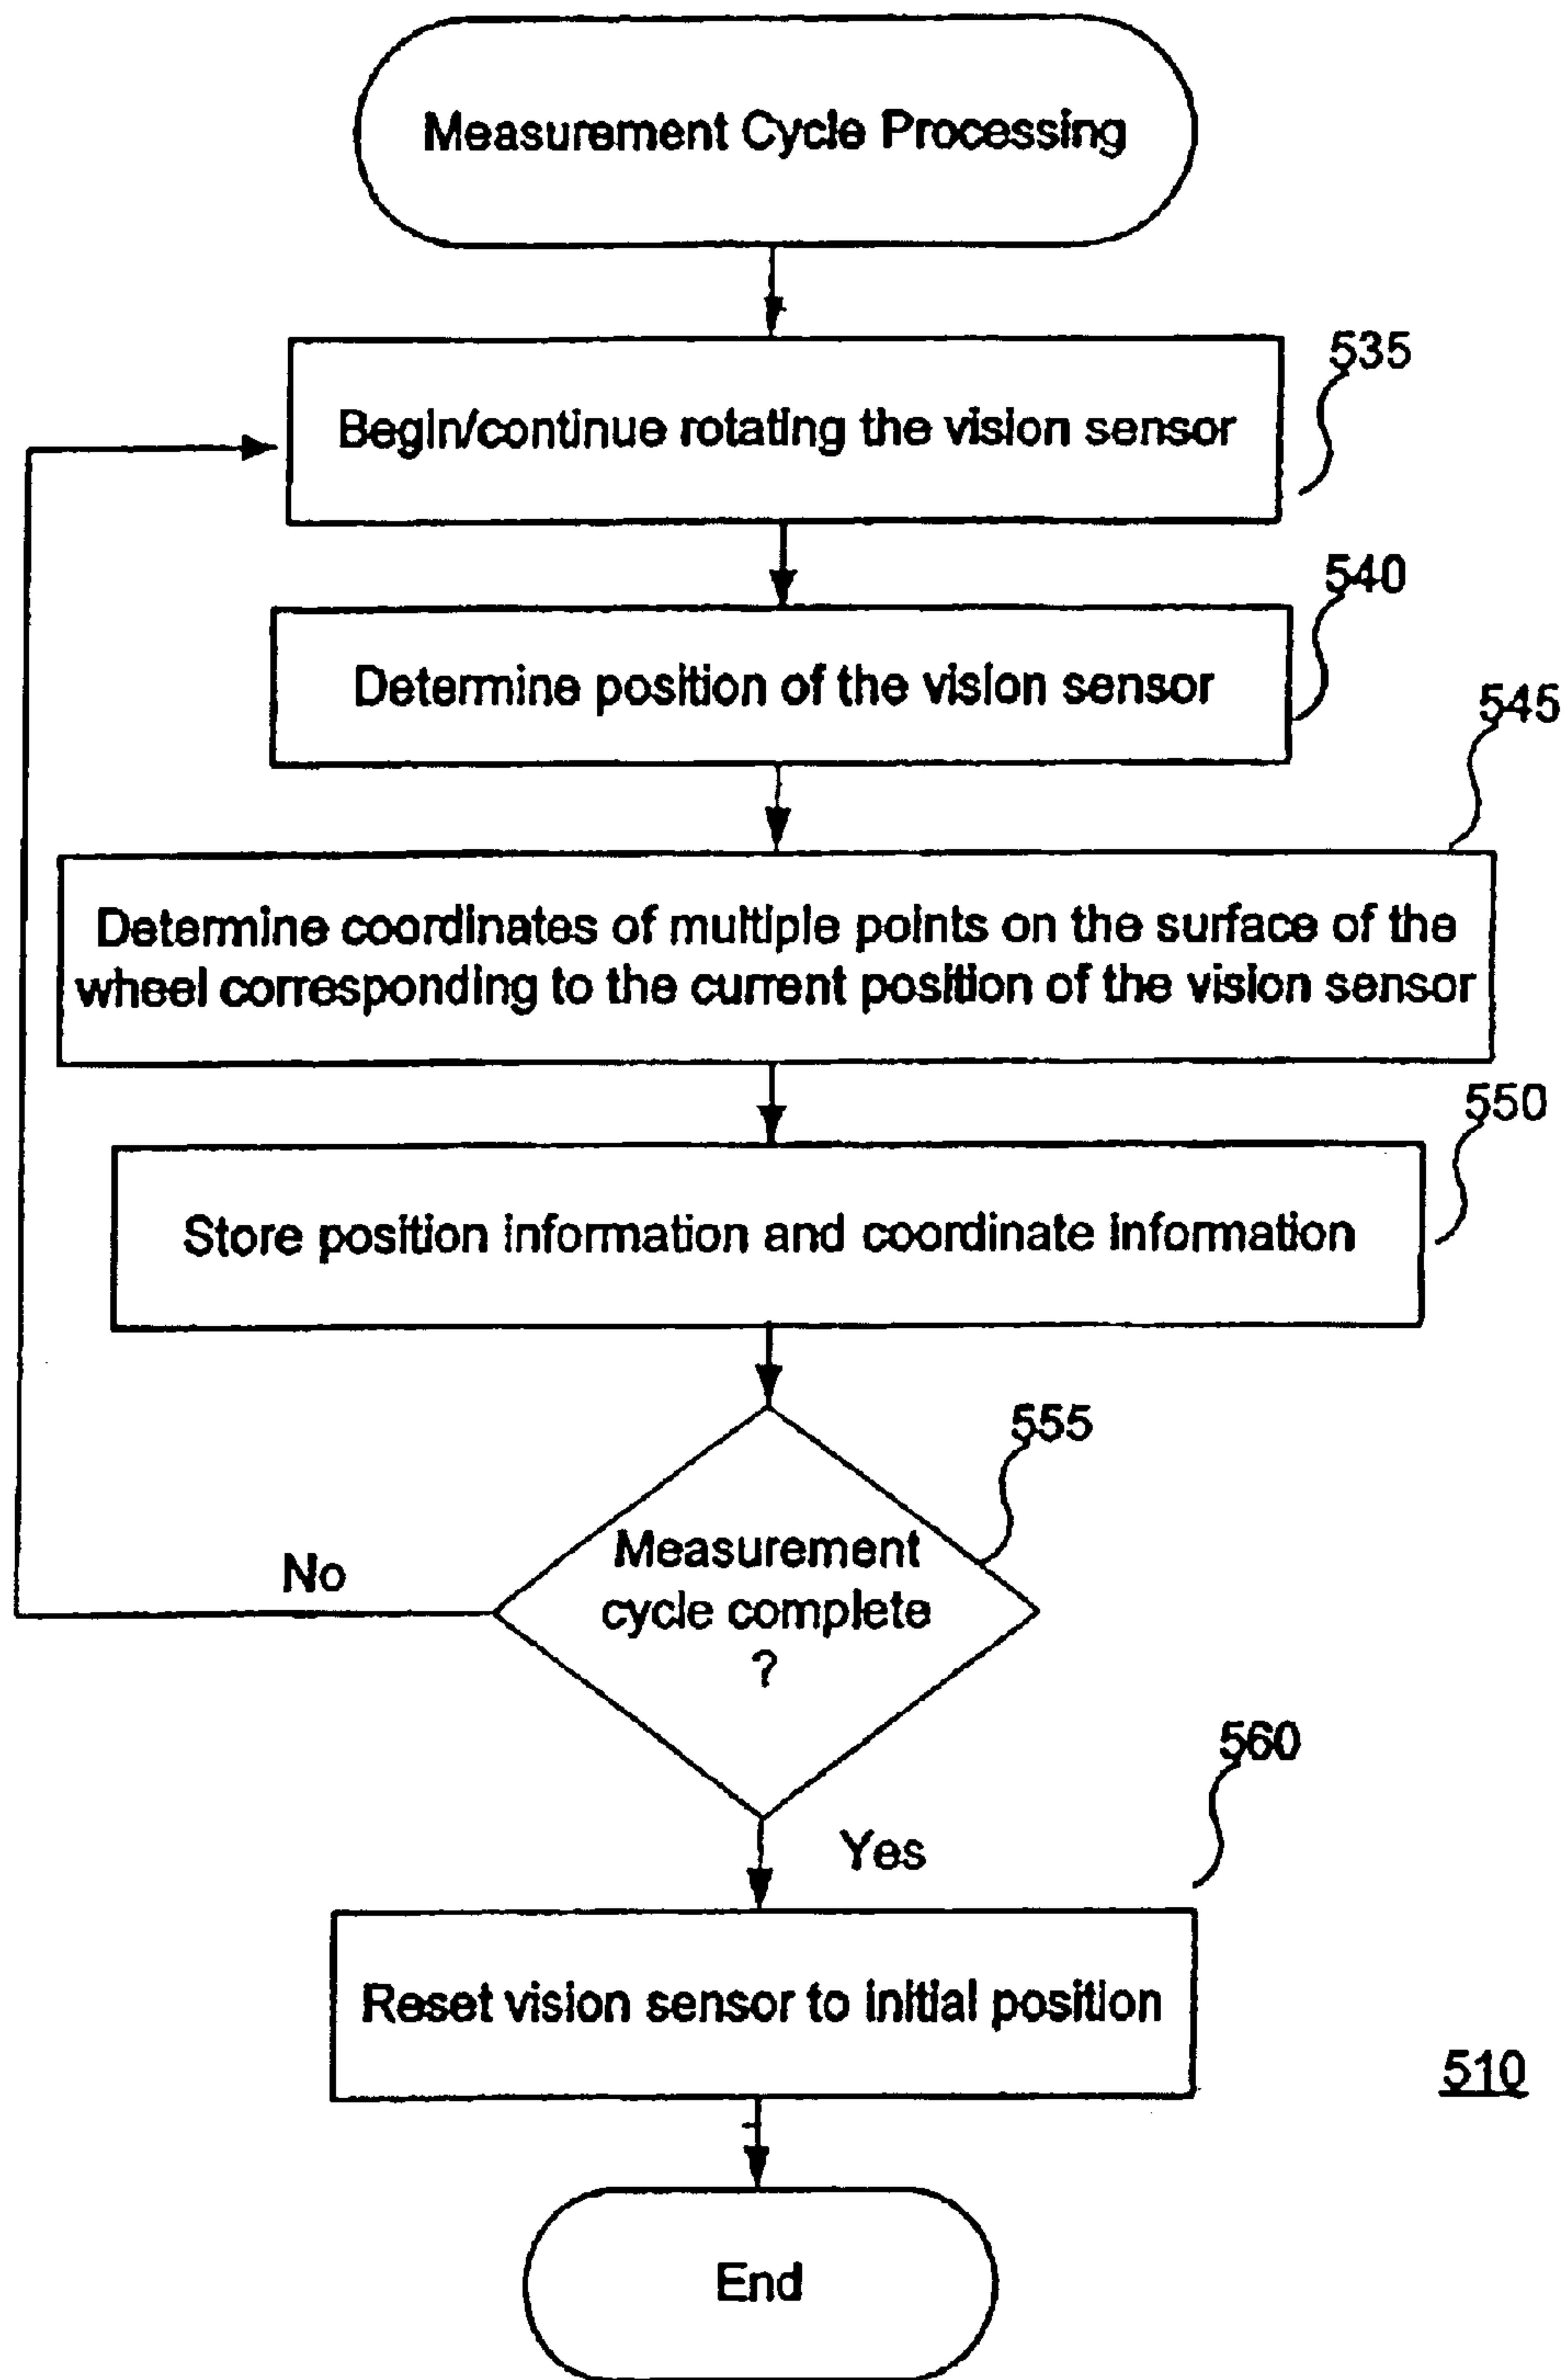 Measurement Cycle Processing
535
Begin/continue rotating the vision sensor
540
Determine position of the vision sensor
545
Determine coordinates of multiple points on the surface of the
wheel corresponding to the current position of the vision sensor
550
Store position information and coordinate information
555
Measurement
cycle complete
?
No
Yes
560
Reset vision sensor to initial position
510
End